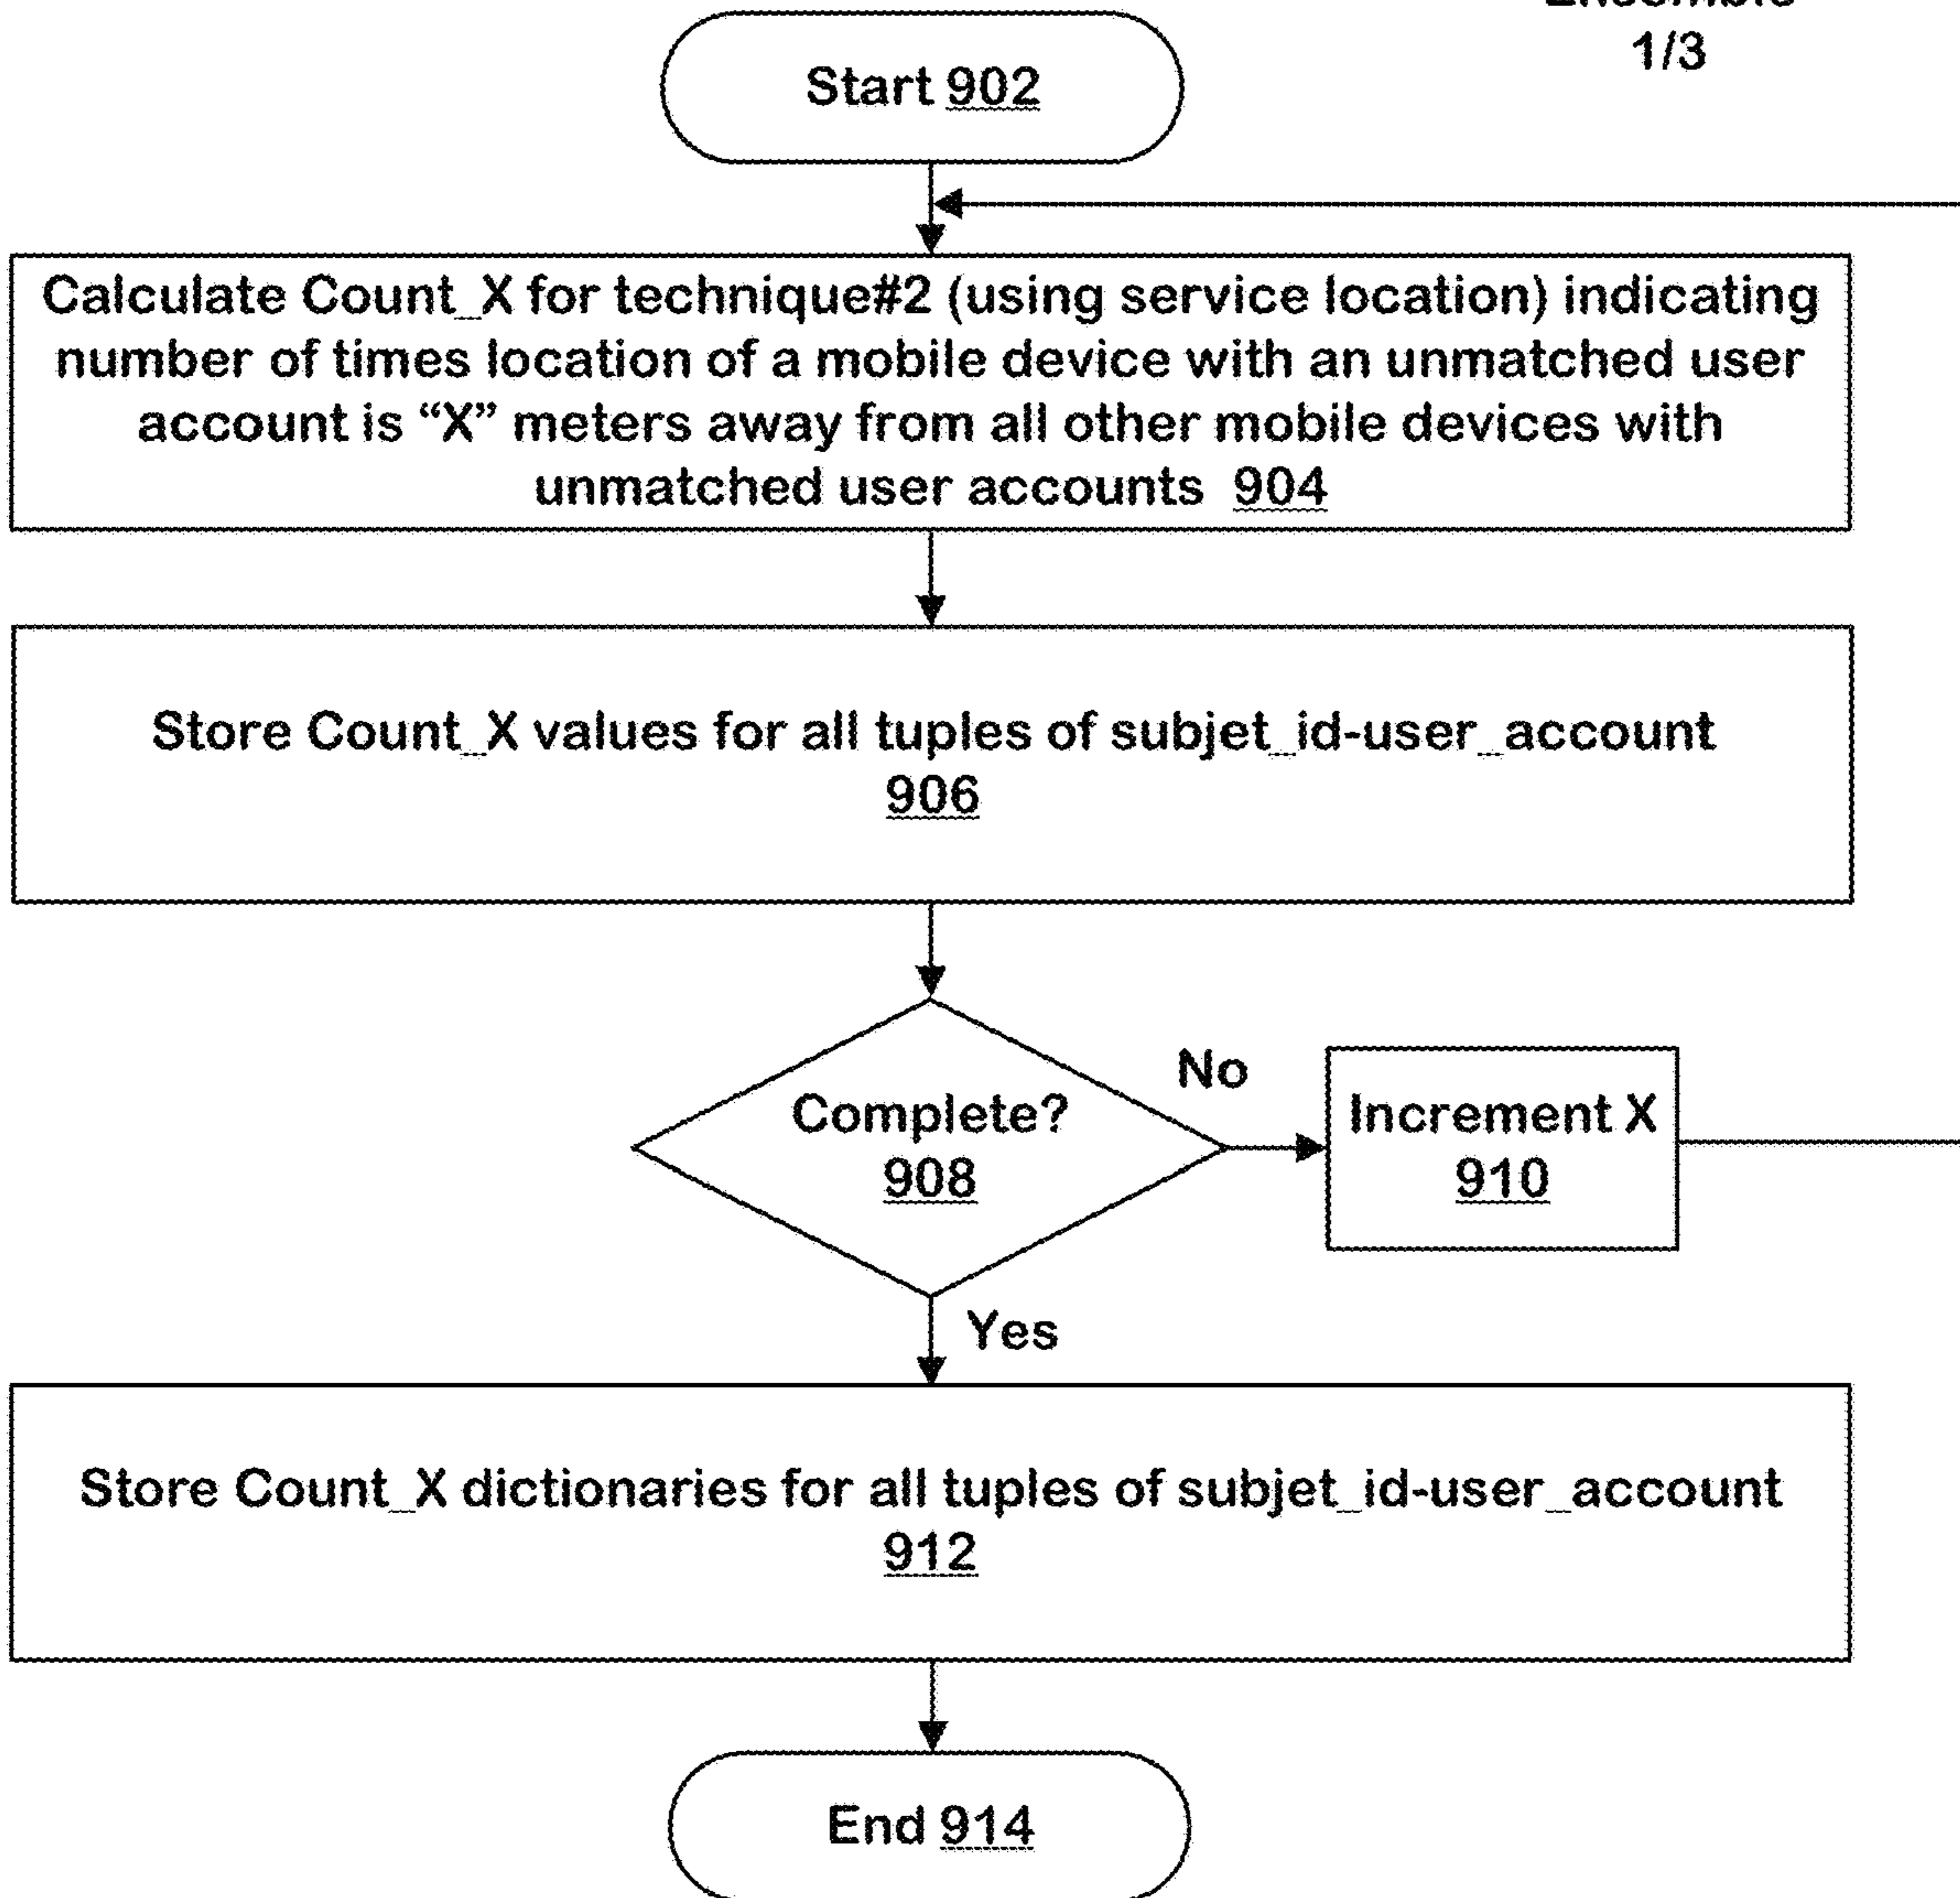 1/3
Start 902
Calculate Count_X for technique#2 (using service location) indicating
number of times location of a mobile device with an unmatched user
account is “X” meters away from all other mobile devices with
unmatched user accounts 904
Store Count_X values for all tuples of subjet_id-user_account
906
No
Complete?
908
Increment X
910
Yes
Store Count_X dictionaries for all tuples of subjet_id-user_account
912
End 914